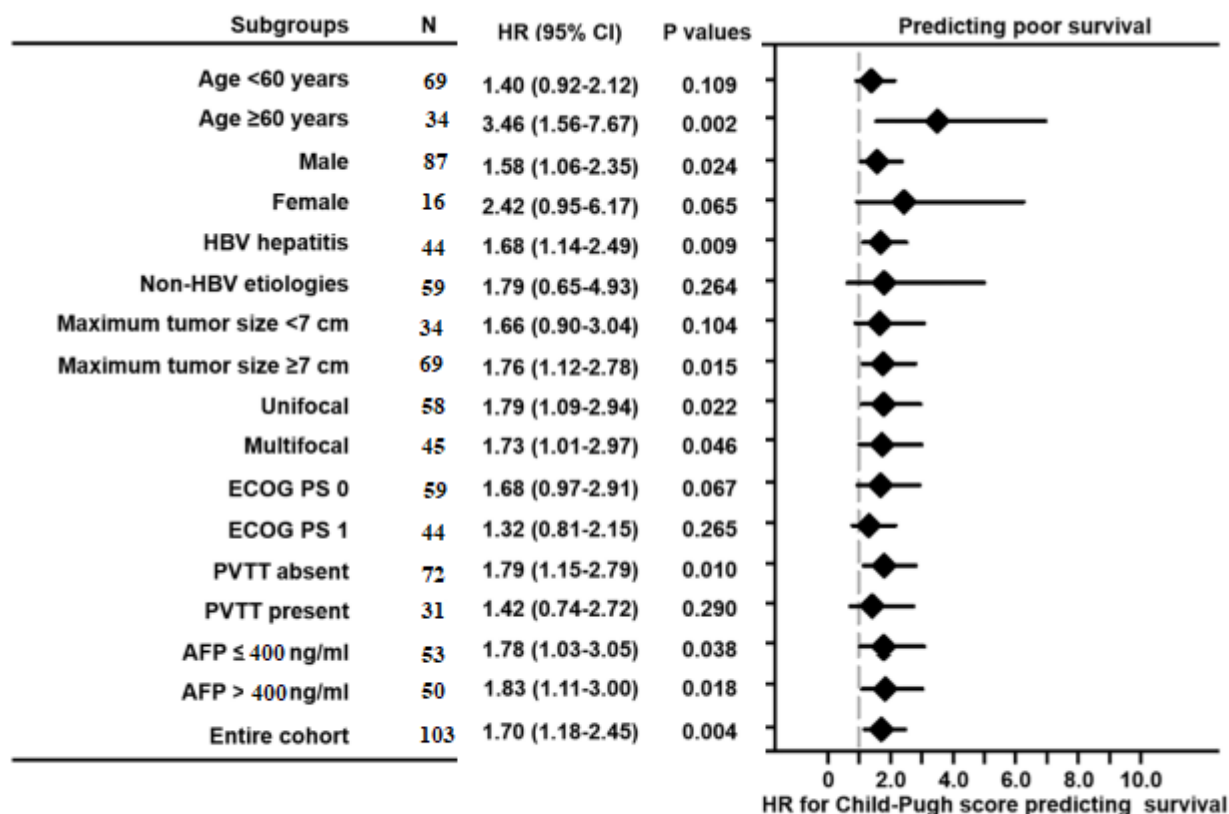 Subgroups N HR (95% CI) P values Predicting poor survival
Age <60 years 69 1.40 (0.92-2.12) 0.109
Age ≥60 years 34 3.46 (1.56-7.67) 0.002
Male 87 1.58 (1.06-2.35) 0.024
Female 16 2.42 (0.95-6.17) 0.065
HBV hepatitis 44 1.68 (1.14-2.49) 0.009
Non-HBV etiologies 59 1.79 (0.65-4.93) 0.264
Maximum tumor size <7 cm 34 1.66 (0.90-3.04) 0.104
Maximum tumor size ≥7 cm 69 1.76 (1.12-2.78) 0.015
Unifocal 58 1.79 (1.09-2.94) 0.022
Multifocal 45 1.73 (1.01-2.97) 0.046
ECOG PS 0 59 1.68 (0.97-2.91) 0.067
ECOG PS 1 44 1.32 (0.81-2.15) 0.265
PVTT absent 72 1.79 (1.15-2.79) 0.010
PVTT present 31 1.42 (0.74-2.72) 0.290
AFP ≤ 400 ng/ml 53 1.78 (1.03-3.05) 0.038
AFP > 400 ng/ml 50 1.83 (1.11-3.00) 0.018
Entire cohort 103 1.70 (1.18-2.45) 0.004
0 2.0 4.0 6.0 8.0 10.0
HR for Child-Pugh score predicting survival